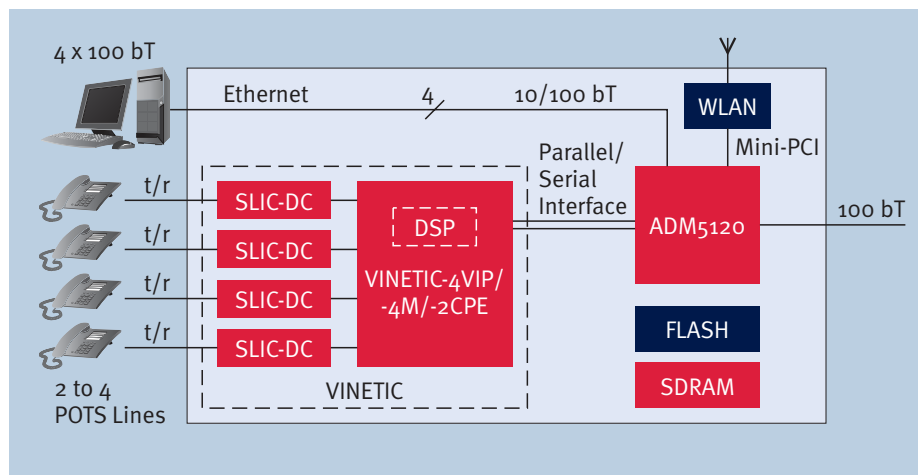 4 x 100 bT
Ethernet
4
10/100 bT
WLAN
Mini-PCI
Parallel/
Serial
Interface
t/r
SLIC-DC
t/r
SLIC-DC
t/r
SLIC-DC
t/r
SLIC-DC
DSP
VINETIC-4VIP/
-4M/-2CPE
ADM5120
100 bT
FLASH
SDRAM
VINETIC
2 to 4
POTS Lines